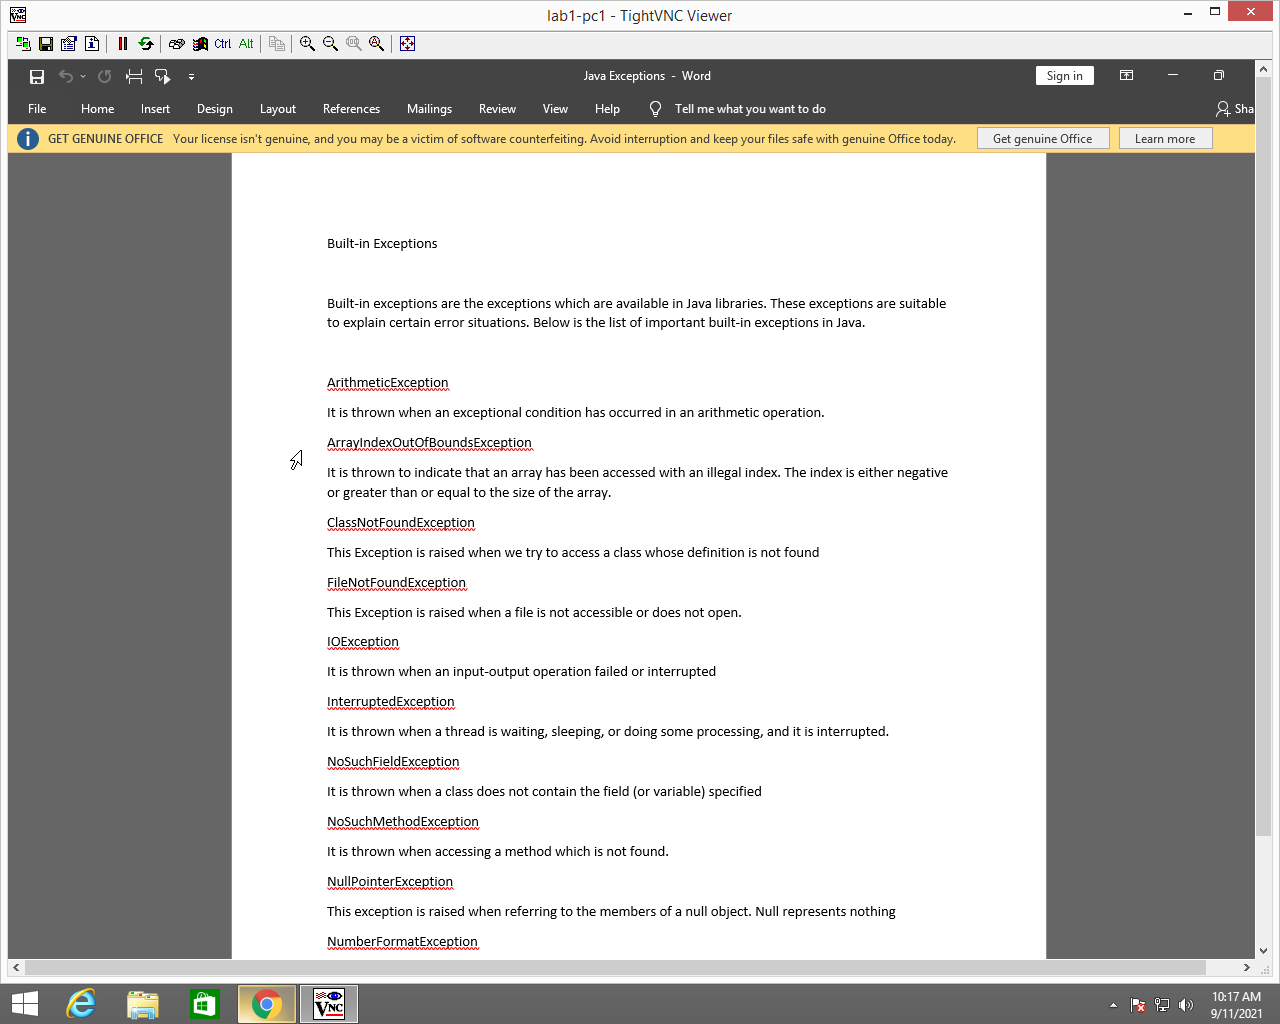 lab1-pc1 - TightVNC Viewer
Ctrl Alt
Java Exceptions - Word
Sign in
File Home Insert Design Layout References Mailings Review View Help Tell me what you want to do Sha
GET GENUINE OFFICE Your license isn't genuine, and you may be a victim of software counterfeiting. Avoid interruption and keep your files safe with genuine Office today. Get genuine Office Learn more
Built-in Exceptions
Built-in exceptions are the exceptions which are available in Java libraries. These exceptions are suitable
to explain certain error situations. Below is the list of important built-in exceptions in Java.
ArithmeticException
It is thrown when an exceptional condition has occurred in an arithmetic operation.
ArrayIndexOutOfBoundsException
It is thrown to indicate that an array has been accessed with an illegal index. The index is either negative
or greater than or equal to the size of the array.
ClassNotFoundException
This Exception is raised when we try to access a class whose definition is not found
FileNotFoundException
This Exception is raised when a file is not accessible or does not open.
IOException
It is thrown when an input-output operation failed or interrupted
InterruptedException
It is thrown when a thread is waiting, sleeping, or doing some processing, and it is interrupted.
NoSuchFieldException
It is thrown when a class does not contain the field (or variable) specified
NoSuchMethodException
It is thrown when accessing a method which is not found.
NullPointerException
This exception is raised when referring to the members of a null object. Null represents nothing
NumberFormatException
10:17 AM
9/11/2021